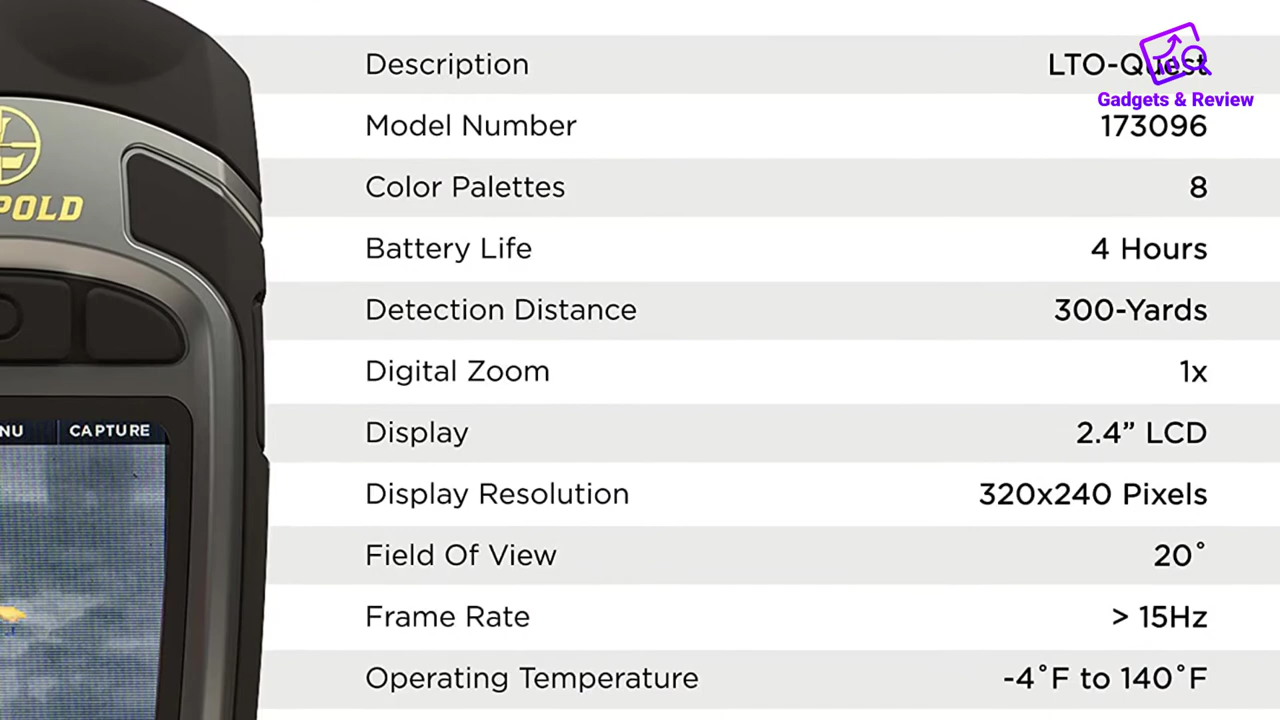 Description LTO-Quest
Gadgets & Review
Model Number 173096
Color Palettes 8
POLD
Battery Life 4 Hours
Detection Distance 300-Yards
Digital Zoom 1x
NU CAPTURE
Display 2.4” LCD
Display Resolution 320x240 Pixels
Field Of View 20°
Frame Rate > 15Hz
Operating Temperature -4°F to 140°F